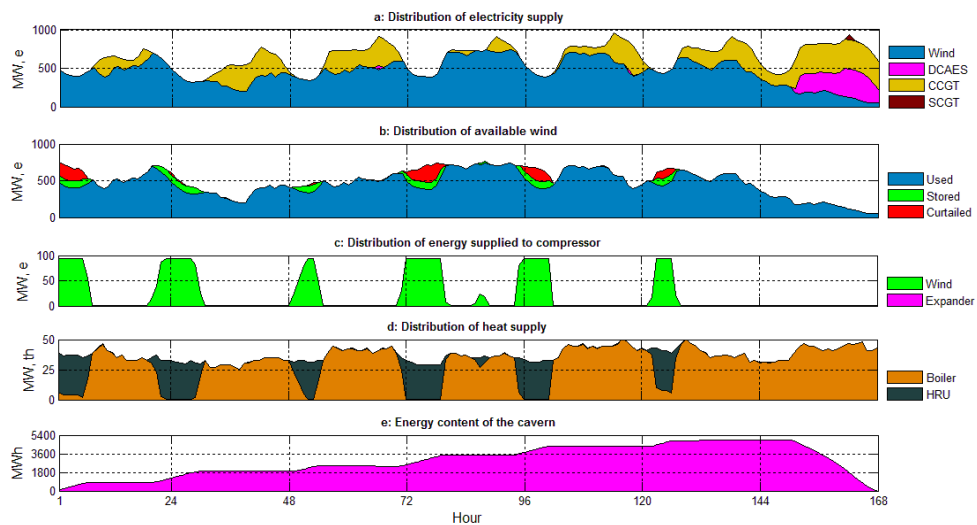 a: Distribution of electricity supply
1000
500
0
MW, e
Wind
DCAES
CCGT
SCGT
b: Distribution of available wind
1000
500
0
MW, e
Used
Stored
Curtailed
c: Distribution of energy supplied to compressor
100
50
0
MW, e
Wind
Expander
d: Distribution of heat supply
50
25
0
MW, th
Boiler
HRU
e: Energy content of the cavern
5400
3600
1800
0
MWh
1 24 48 72 96 120 144 168
Hour